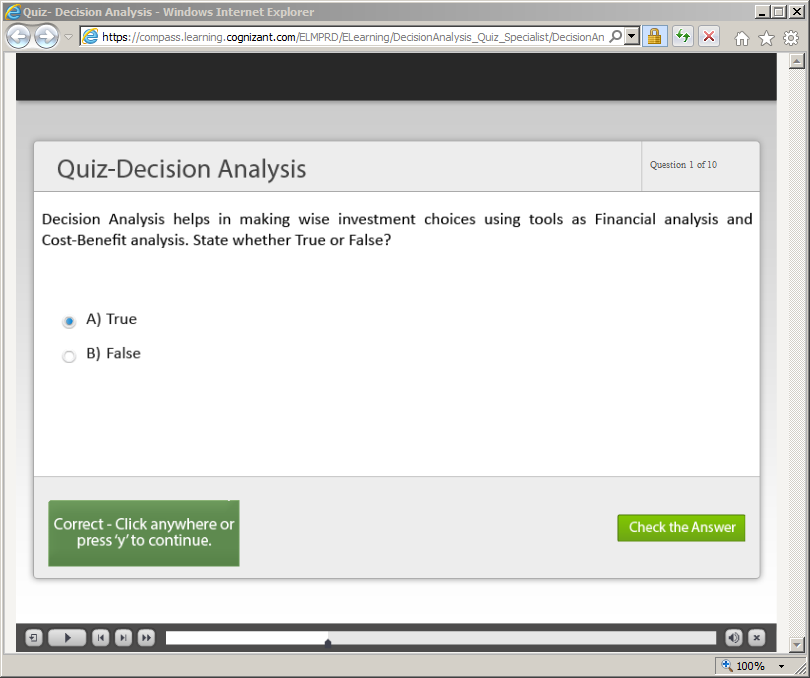 Quiz- Decision Analysis - Windows Internet Explorer
https://compass.learning.cognizant.com/ELMPRD/ELearning/DecisionAnalysis_Quiz_Specialist/DecisionAn
Quiz-Decision Analysis
Question 1 of 10
Decision Analysis helps in making wise investment choices using tools as Financial analysis and
Cost-Benefit analysis. State whether True or False?
A) True
B) False
Correct - Click anywhere or
press ‘y’ to continue.
Check the Answer
100%